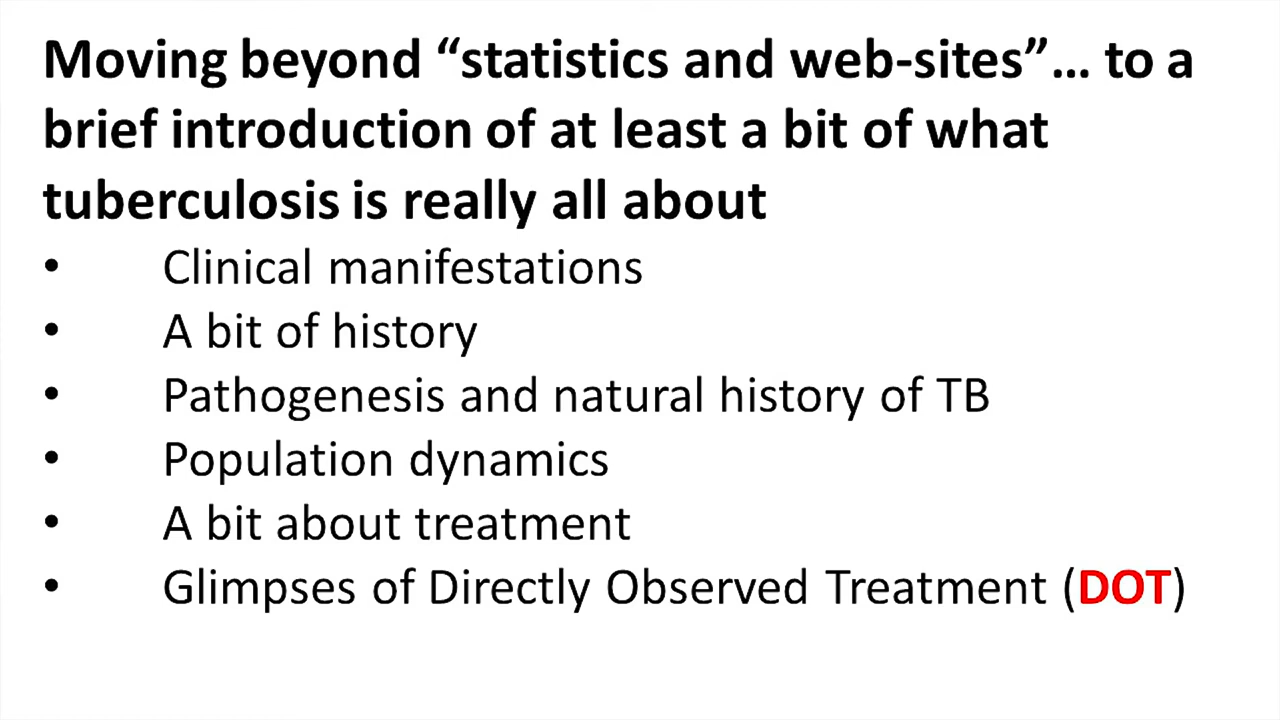 Moving beyond “statistics and web-sites”... to a
brief introduction of at least a bit of what
tuberculosis is really all about
• Clinical manifestations
• A bit of history
• Pathogenesis and natural history of TB
• Population dynamics
• A bit about treatment
• Glimpses of Directly Observed Treatment (DOT)